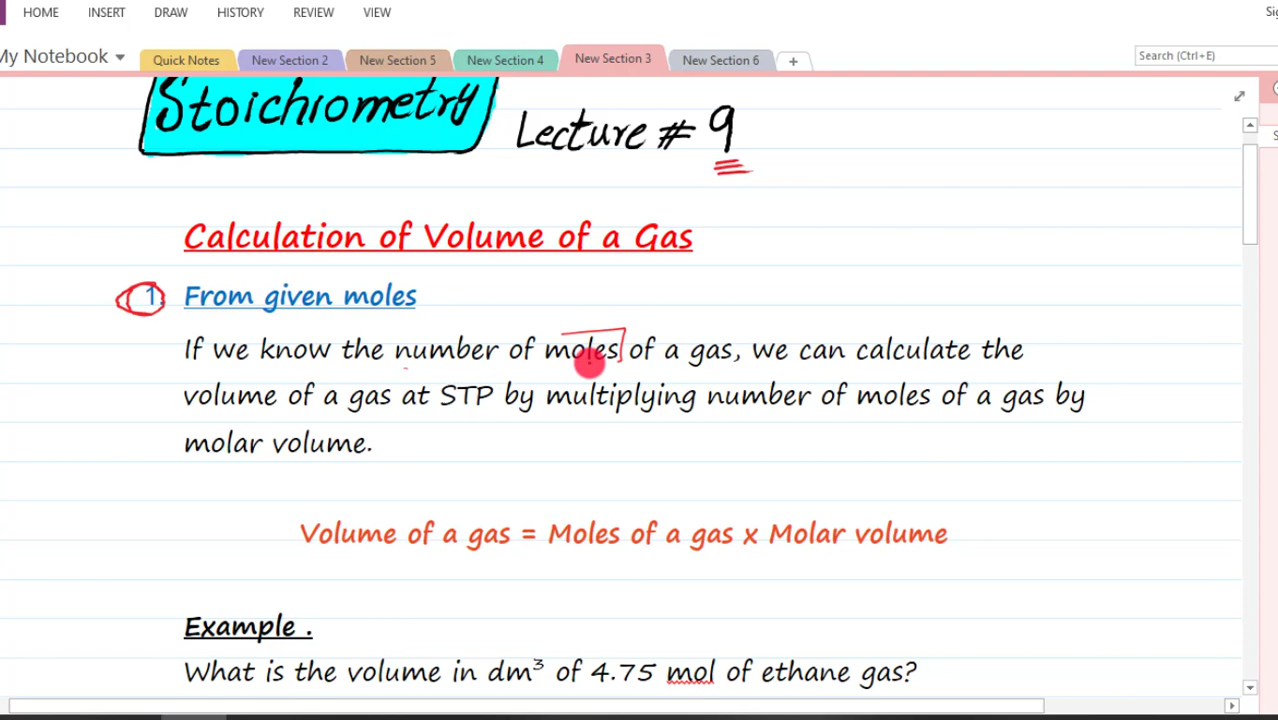 HOME INSERT DRAW HISTORY REVIEW VIEW
My Notebook Quick Notes New Section 2 New Section 5 New Section 4 New Section 3 New Section 6 + Search (Ctrl+E)
Stoichiometry
Lecture # 9
Calculation of Volume of a Gas
1. From given moles
If we know the number of moles of a gas, we can calculate the
volume of a gas at STP by multiplying number of moles of a gas by
molar volume.
Volume of a gas = Moles of a gas x Molar volume
Example .
What is the volume in dm³ of 4.75 mol of ethane gas?